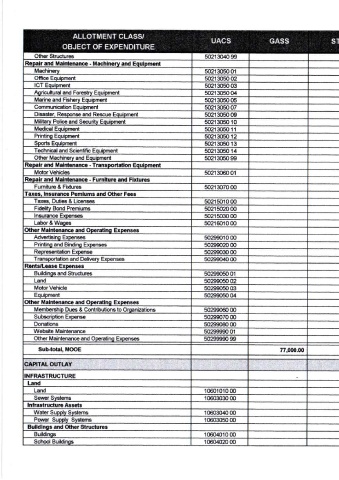 ALLOTMENT CLASS/
OBJECT OF EXPENDITURE UACS GASS ST
Other Structures 50213040 99
Repair and Maintenance - Machinery and Equipment
Machinery 50213050 01
Office Equipment 50213050 02
ICT Equipment 50213050 03
Agricultural and Forestry Equipment 50213050 04
Marine and Fishery Equipment 50213050 05
Communication Equipment 50213050 07
Disaster, Response and Rescue Equipment 50213050 09
Military Police and Security Equipment 50213050 10
Medical Equipment 50213050 11
Printing Equipment 50213050 12
Sports Equipment 50213050 13
Technical and Scientific Equipment 50213050 14
Other Machinery and Equipment 50213050 99
Repair and Maintenance - Transportation Equipment
Motor Vehicles 50213060 01
Repair and Maintenance - Furniture and Fixtures
Furniture & Fixtures 50213070 00
Taxes, Insurance Pemiums and Other Fees
Taxes, Duties & Licenses 50215010 00
Fidelity Bond Premiums 50215020 00
Insurance Expenses 50215030 00
Labor & Wages 50216010 00
Other Maintenance and Operating Expenses
Advertising Expenses 50299010 00
Printing and Binding Expenses 50299020 00
Representation Expense 50299030 00
Transportation and Delivery Expenses 50299040 00
Rents/Lease Expenses
Buildings and Structures 50299050 01
Land 50299050 02
Motor Vehicle 50299050 03
Equipment 50299050 04
Other Maintenance and Operating Expenses
Membership Dues & Contributions to Organizations 50299060 00
Subscription Expense 50299070 00
Donations 50299080 00
Website Maintenance 50299990 01
Other Maintenance and Operating Expenses 50299990 99
Sub-total, MOOE 77,000.00
CAPITAL OUTLAY
INFRASTRUCTURE -
Land
Land 10601010 00
Sewer Systems 10603030 00
Infrastructure Assets
Water Supply Systems 10603040 00
Power Supply Systems 10603050 00
Buildings and Other Structures
Buildings 10604010 00
School Buildings 10604020 00